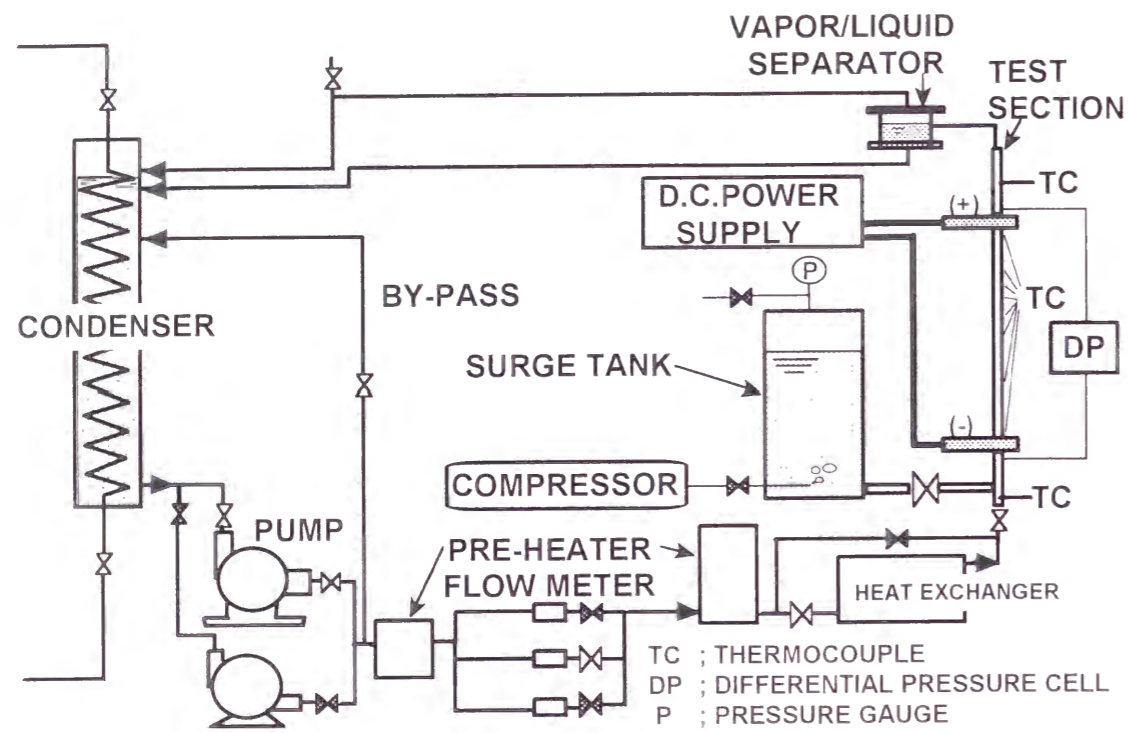 VAPOR/LIQUID
SEPARATOR
TEST
SECTION
TC
D.C.POWER
SUPPLY
(+)
P
BY-PASS
TC
CONDENSER
DP
SURGE TANK
(-)
COMPRESSOR
TC
PUMP
PRE-HEATER
FLOW METER
HEAT EXCHANGER
TC ; THERMOCOUPLE
DP ; DIFFERENTIAL PRESSURE CELL
P ; PRESSURE GAUGE